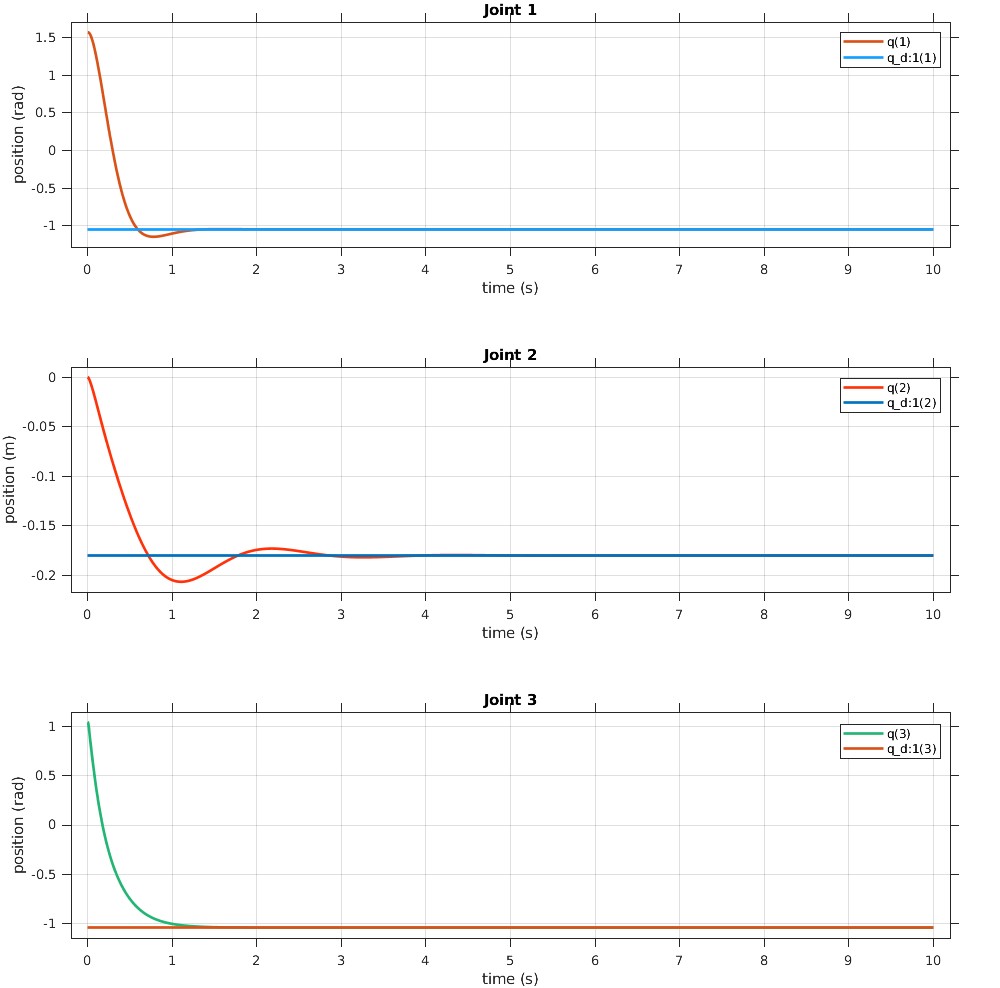 Joint 1
1.5
1
0.5
0
-0.5
-1
position (rad)
q(1)
q_d:1(1)
0 1 2 3 4 5 6 7 8 9 10
time (s)
Joint 2
0
-0.05
-0.1
-0.15
-0.2
position (m)
q(2)
q_d:1(2)
0 1 2 3 4 5 6 7 8 9 10
time (s)
Joint 3
1
0.5
0
-0.5
-1
position (rad)
q(3)
q_d:1(3)
0 1 2 3 4 5 6 7 8 9 10
time (s)